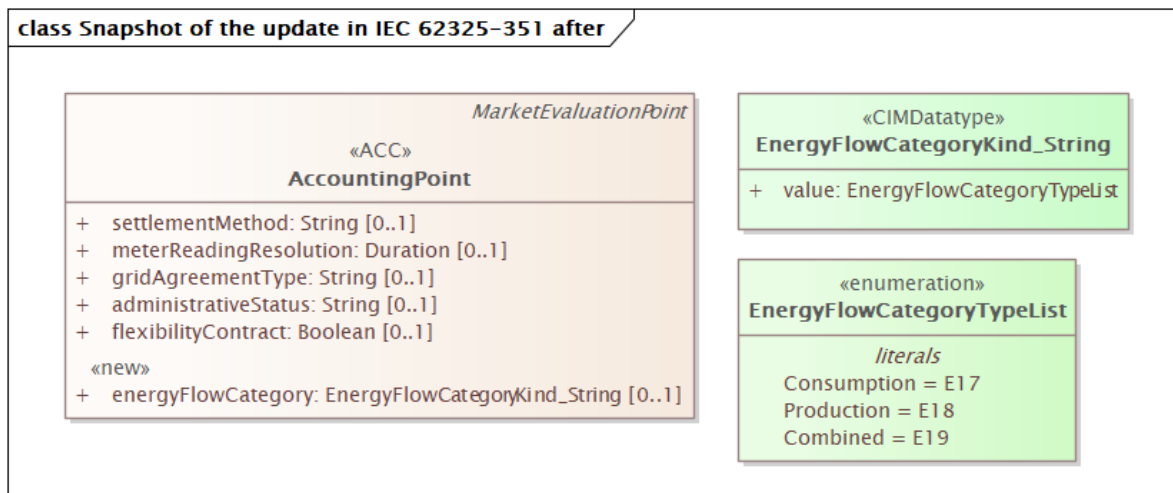 class Snapshot of the update in IEC 62325-351 after
MarketEvaluationPoint
«ACC»
AccountingPoint
+ settlementMethod: String [0..1]
+ meterReadingResolution: Duration [0..1]
+ gridAgreementType: String [0..1]
+ administrativeStatus: String [0..1]
+ flexibilityContract: Boolean [0..1]
«new»
+ energyFlowCategory: EnergyFlowCategoryKind_String [0..1]
«CIMDatatype»
EnergyFlowCategoryKind_String
+ value: EnergyFlowCategoryTypeList
«enumeration»
EnergyFlowCategoryTypeList
literals
Consumption = E17
Production = E18
Combined = E19